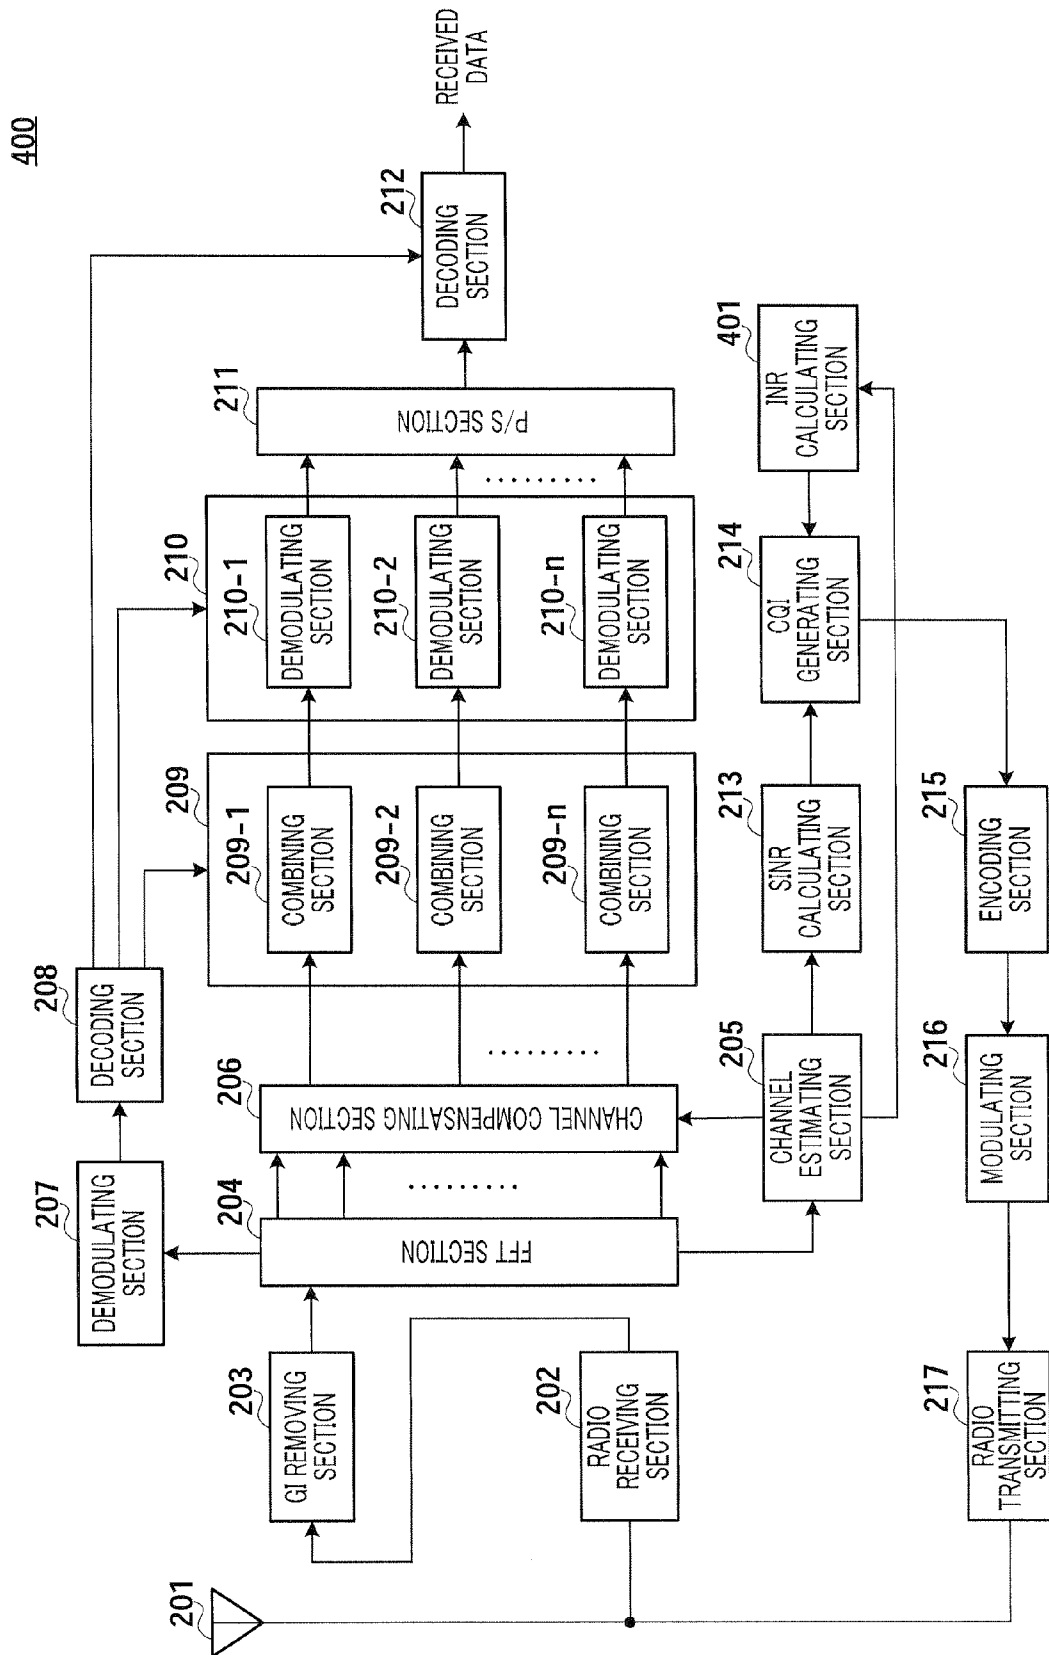 400
201
202
RADIO
RECEIVING
SECTION
203
GI REMOVING
SECTION
204
FFT SECTION
207
DEMODULATING
SECTION
208
DECODING
SECTION
206
CHANNEL COMPENSATING SECTION
205
CHANNEL
ESTIMATING
SECTION
209
209-1
COMBINING
SECTION
209-2
COMBINING
SECTION
209-n
COMBINING
SECTION
210
210-1
DEMODULATING
SECTION
210-2
DEMODULATING
SECTION
210-n
DEMODULATING
SECTION
211
P/S SECTION
212
DECODING
SECTION
RECEIVED
DATA
213
SINR
CALCULATING
SECTION
214
CQI
GENERATING
SECTION
401
INR
CALCULATING
SECTION
215
ENCODING
SECTION
216
MODULATING
SECTION
217
RADIO
TRANSMITTING
SECTION